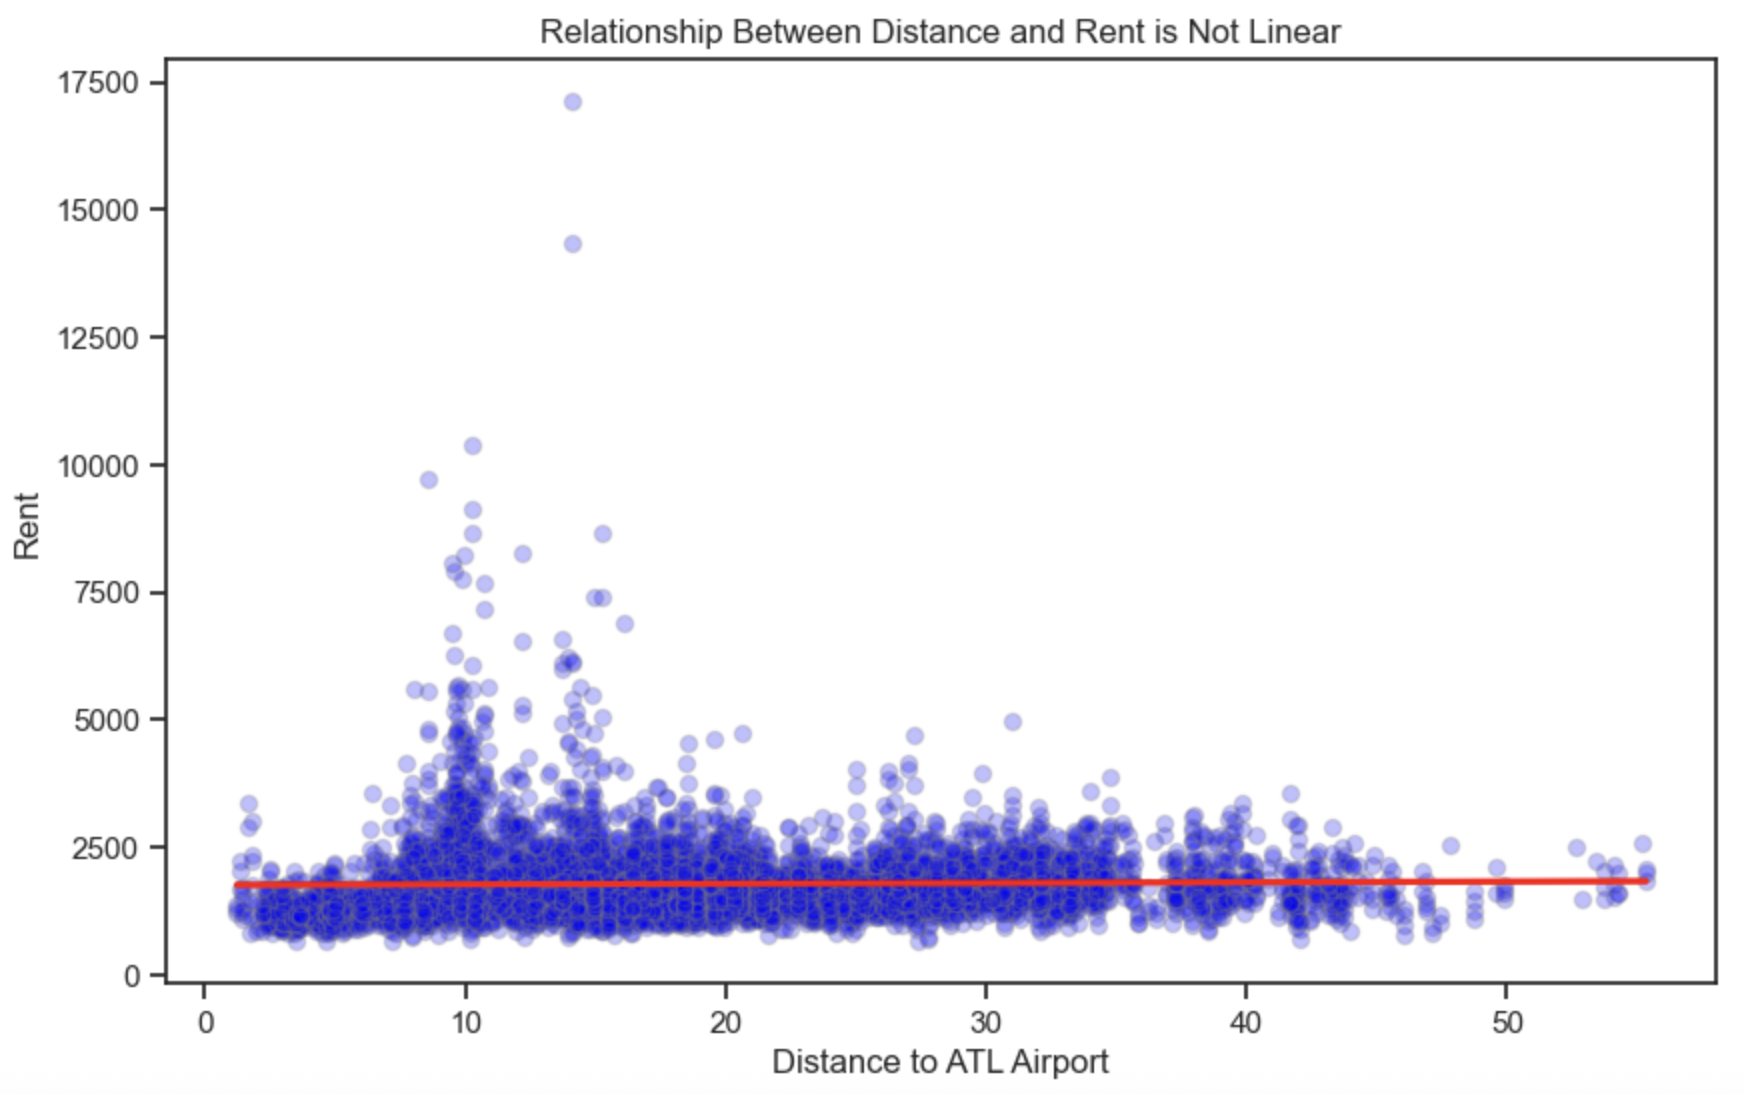 Relationship Between Distance and Rent is Not Linear
17500
15000
12500
10000
7500
5000
2500
0
Rent
0 10 20 30 40 50
Distance to ATL Airport